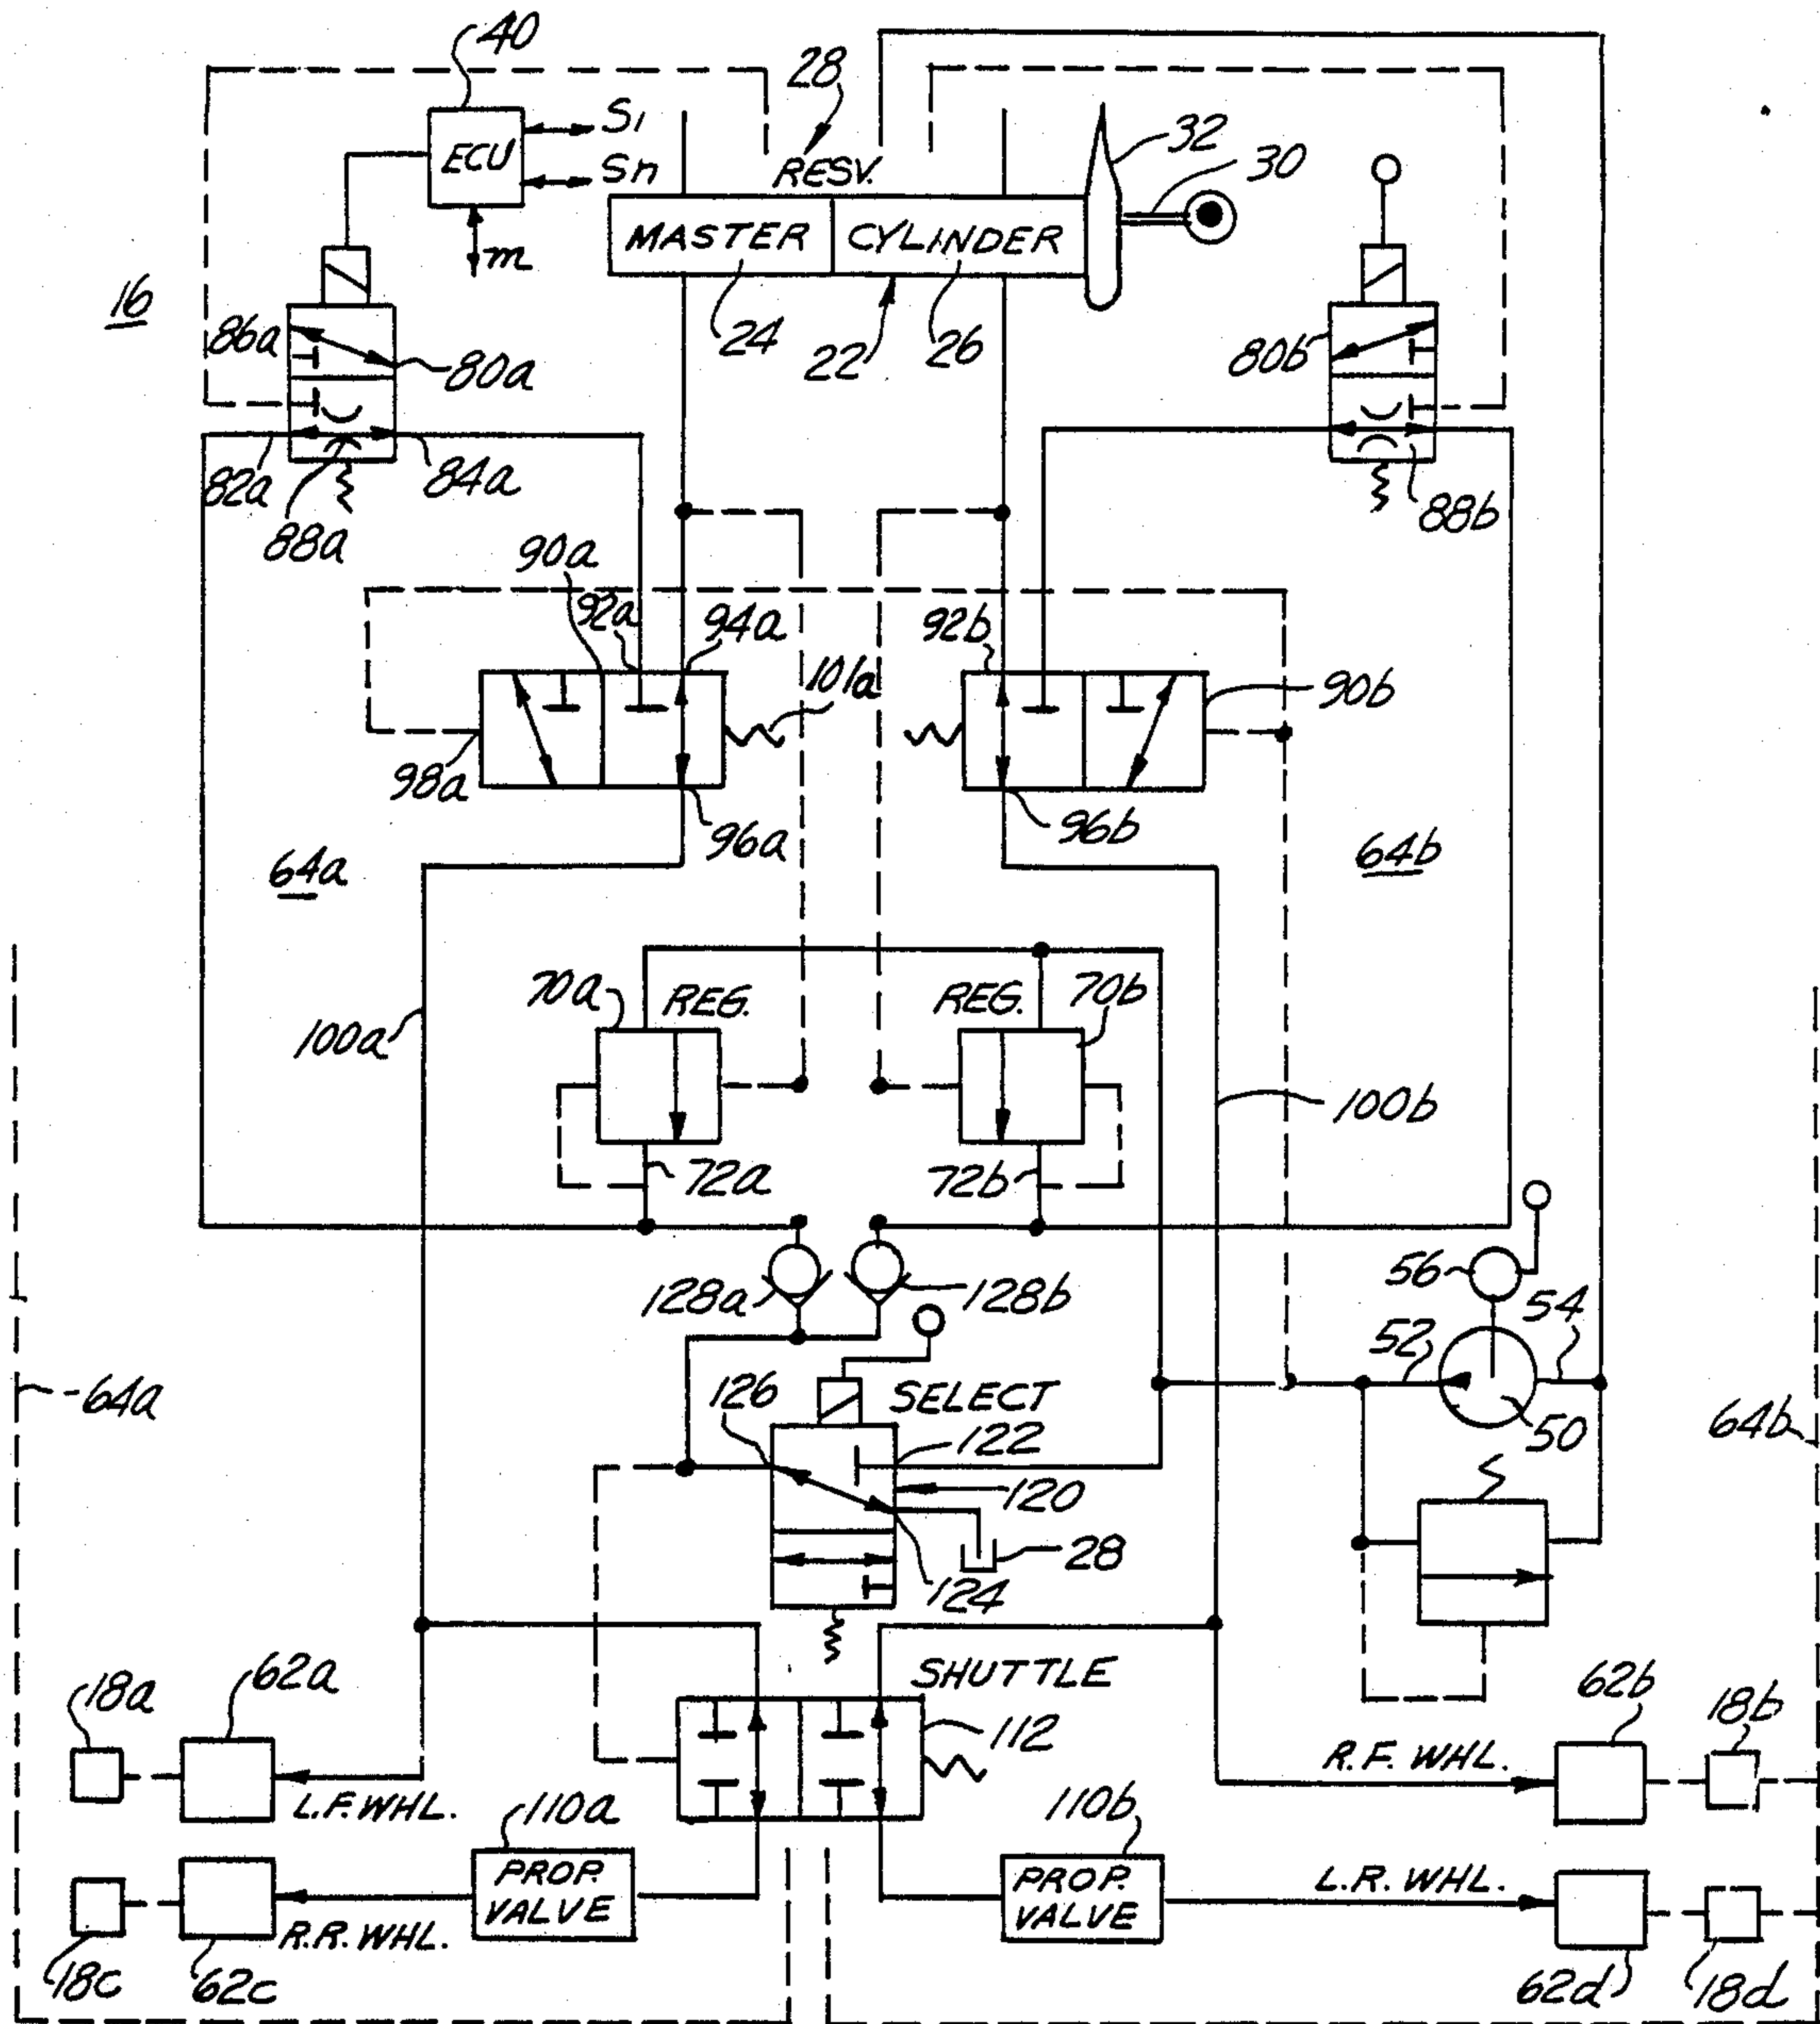 40
28
S1
Sn
ECU
m
RESV.
32
30
MASTER
CYLINDER
16
86a
80a
24
22
26
80b
82a
84a
88a
88b
90a
92a
94a
92b
101a
90b
98a
96a
96b
64a
64b
70a
REG.
REG.
70b
100a
100b
72a
72b
56
128a
128b
54
52
64a
126
SELECT
122
50
64b
120
28
124
18a
62a
SHUTTLE
62b
18b
112
R.F. WHL.
L.F. WHL.
110a
110b
PROP.
VALVE
PROP.
VALVE
L.R. WHL.
R.R. WHL.
18c
62c
62d
18d